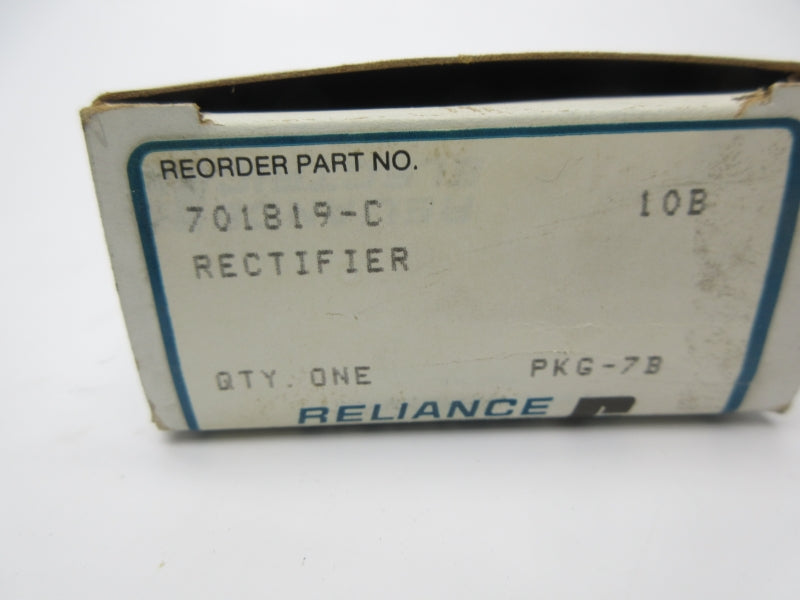 REORDER PART NO.
701819-C 10B
RECTIFIER
QTY. ONE PKG-7B
RELIANCE